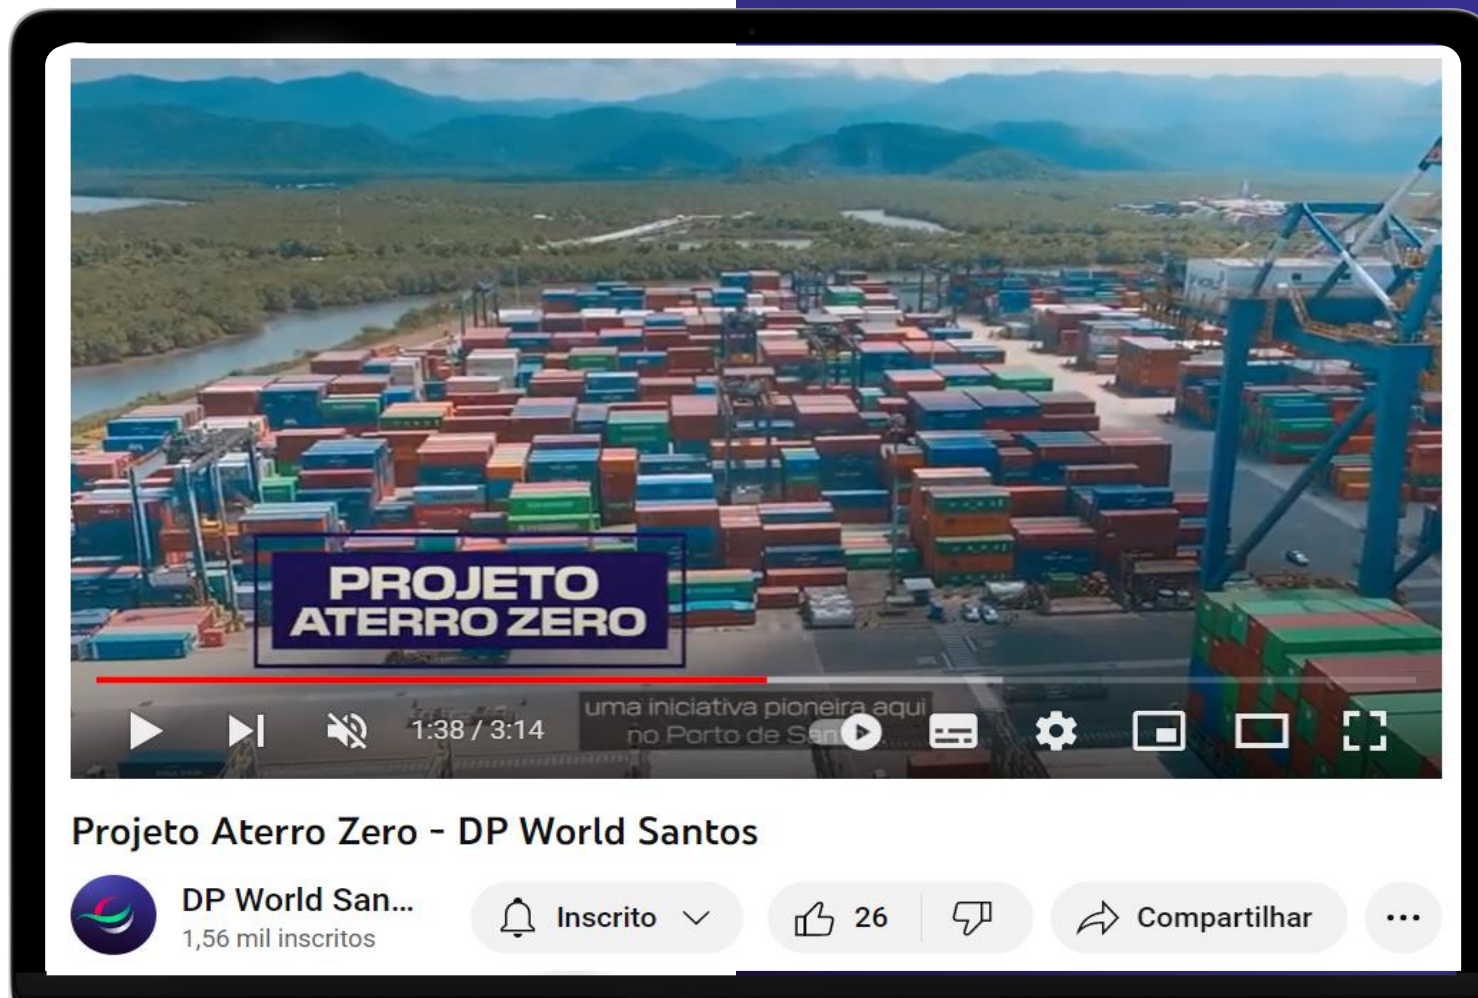 PROJETO
ATERRO ZERO
uma iniciativa pioneira aqui
no Porto de
1:38 / 3:14
Projeto Aterro Zero - DP World Santos
DP World San...
1,56 mil inscritos
Inscrito
26
Compartilhar